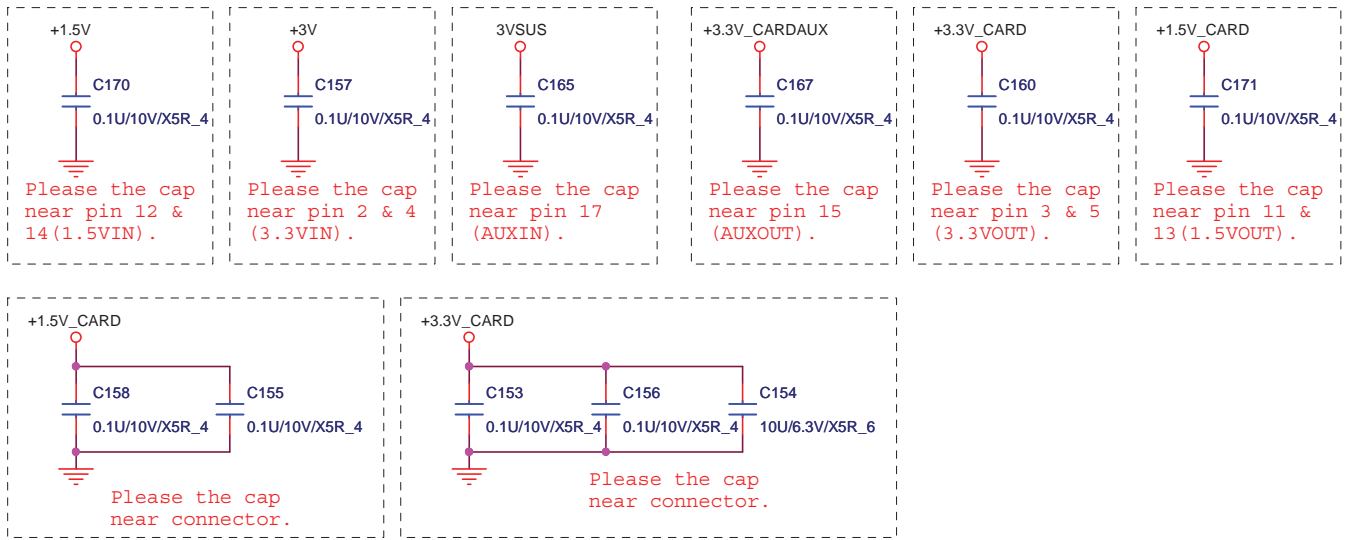 +1.5V
C170
0.1U/10V/X5R_4
Please the cap
near pin 12 &
14(1.5VIN).
+3V
C157
0.1U/10V/X5R_4
Please the cap
near pin 2 & 4
(3.3VIN).
3VSUS
C165
0.1U/10V/X5R_4
Please the cap
near pin 17
(AUXIN).
+3.3V_CARDAUX
C167
0.1U/10V/X5R_4
Please the cap
near pin 15
(AUXOUT).
+3.3V_CARD
C160
0.1U/10V/X5R_4
Please the cap
near pin 3 & 5
(3.3VOUT).
+1.5V_CARD
C171
0.1U/10V/X5R_4
Please the cap
near pin 11 &
13(1.5VOUT).
+1.5V_CARD
C158
0.1U/10V/X5R_4
C155
0.1U/10V/X5R_4
Please the cap
near connector.
+3.3V_CARD
C153
0.1U/10V/X5R_4
C156
0.1U/10V/X5R_4
C154
10U/6.3V/X5R_6
Please the cap
near connector.